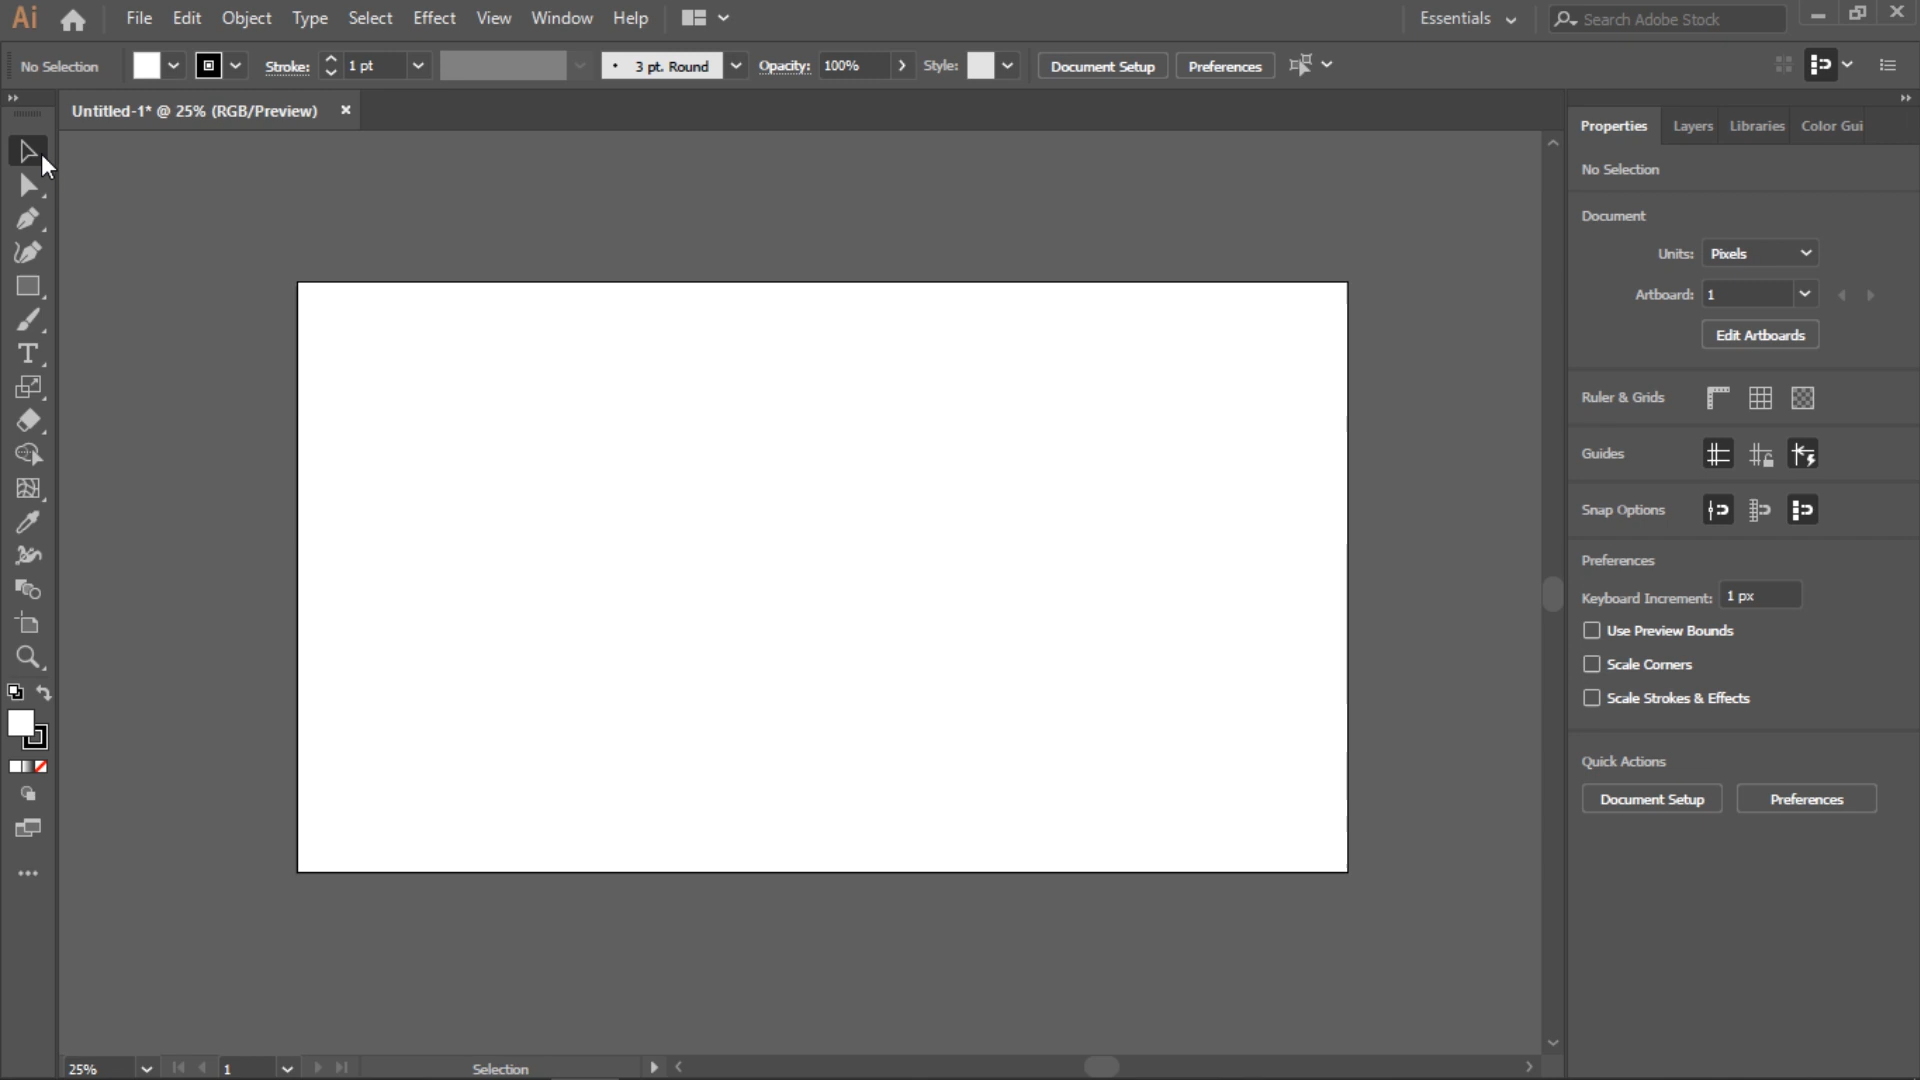 Ai File Edit Object Type Select Effect View Window Help Essentials Search Adobe Stock
No Selection Stroke: 1 pt 3 pt. Round Opacity: 100% Style: Document Setup Preferences
Untitled-1* @ 25% (RGB/Preview)
Properties Layers Libraries Color Gui
No Selection
Document
Units: Pixels
Artboard: 1
Edit Artboards
Ruler & Grids
Guides
Snap Options
Preferences
Keyboard Increment: 1 px
Use Preview Bounds
Scale Corners
Scale Strokes & Effects
Quick Actions
Document Setup Preferences
25% 1 Selection